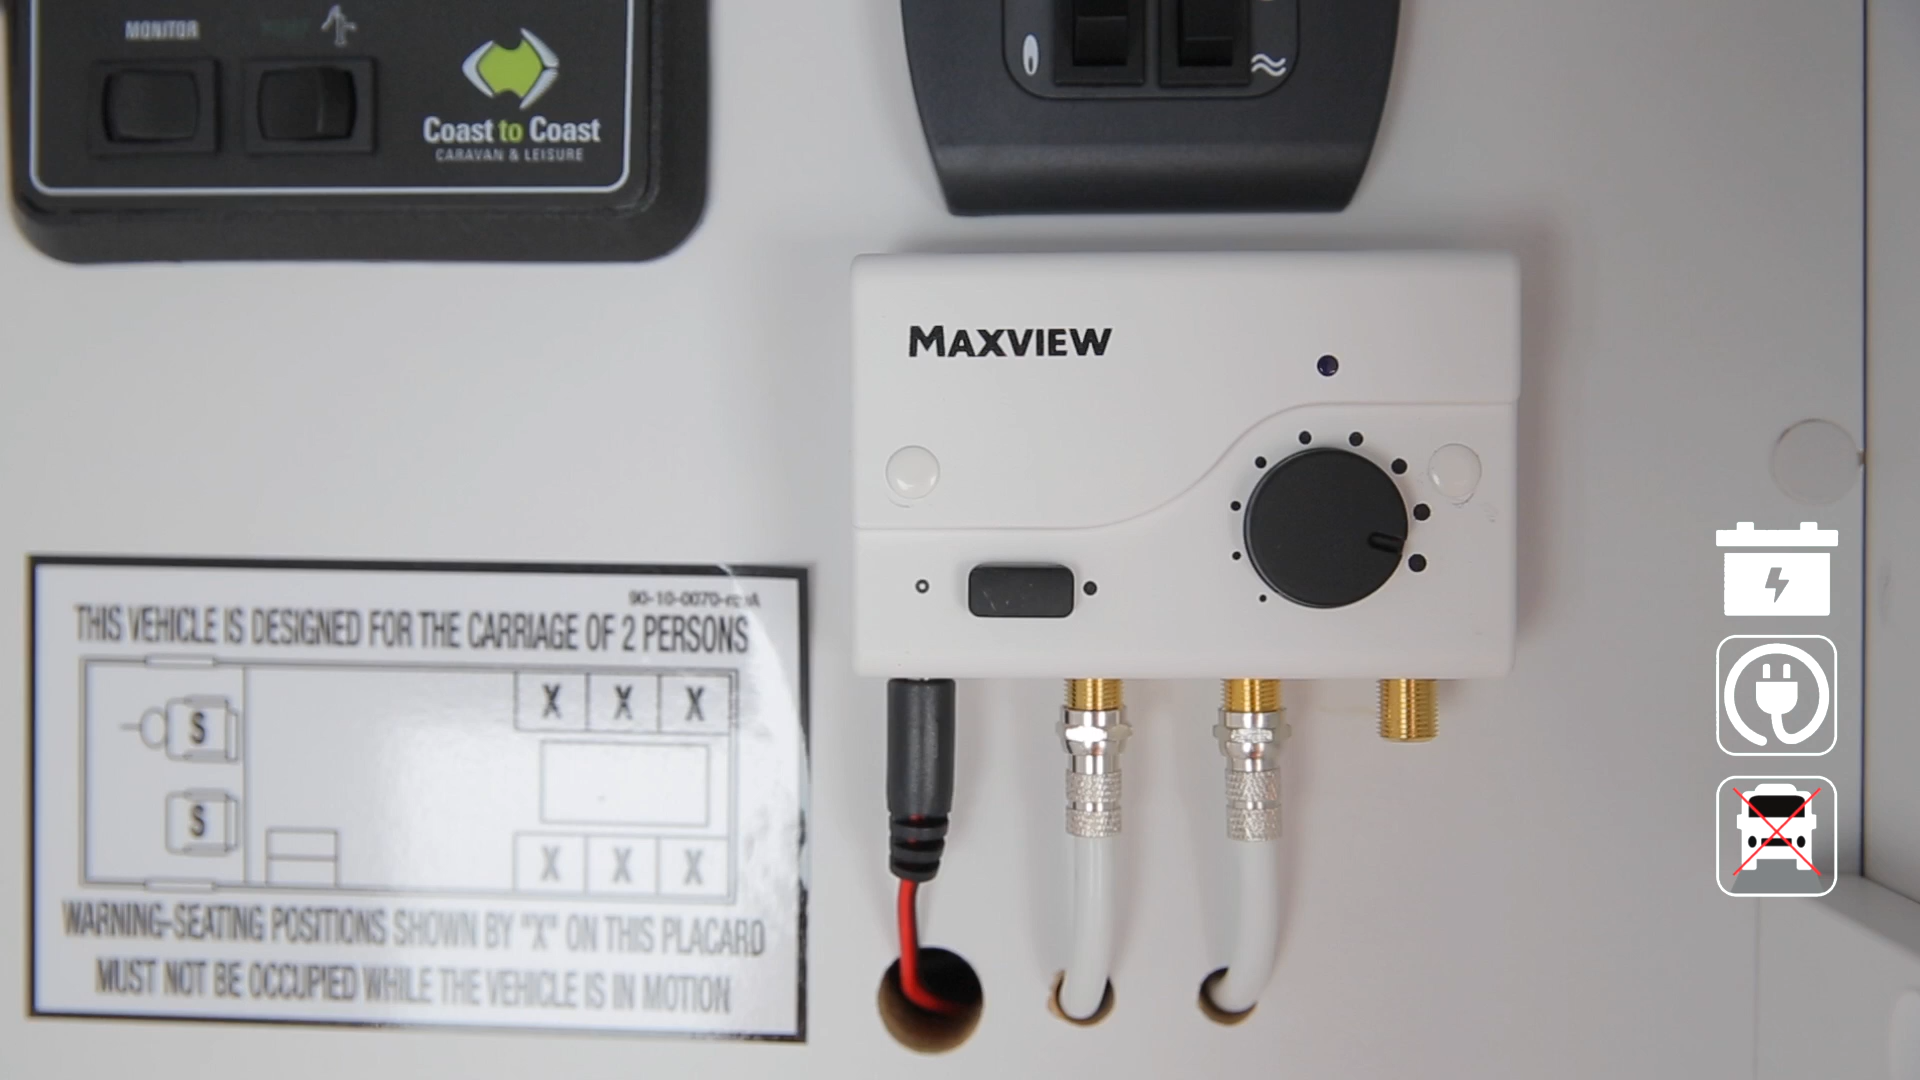 MONITOR
Coast to Coast
CARAVAN & LEISURE
MAXVIEW
THIS VEHICLE IS DESIGNED FOR THE CARRIAGE OF 2 PERSONS
S
X X X
S
X X X
WARNING-SEATING POSITIONS SHOWN BY "X" ON THIS PLACARD
MUST NOT BE OCCUPIED WHILE THE VEHICLE IS IN MOTION